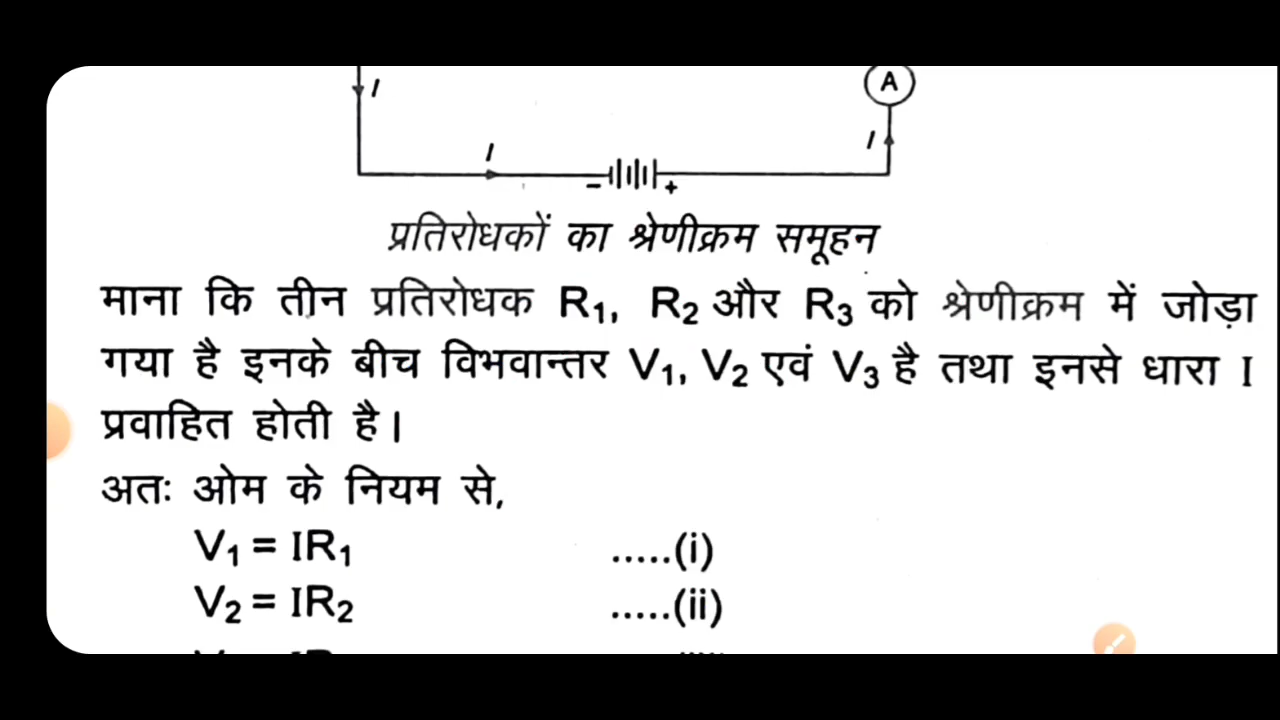 I
A
I
I
− +
प्रतिरोधकों का श्रेणीक्रम समूहन
माना कि तीन प्रतिरोधक R₁, R₂ और R₃ को श्रेणीक्रम में जोड़ा
गया है इनके बीच विभवान्तर V₁, V₂ एवं V₃ है तथा इनसे धारा I
प्रवाहित होती है।
अतः ओम के नियम से,
V₁ = IR₁ .....(i)
V₂ = IR₂ .....(ii)